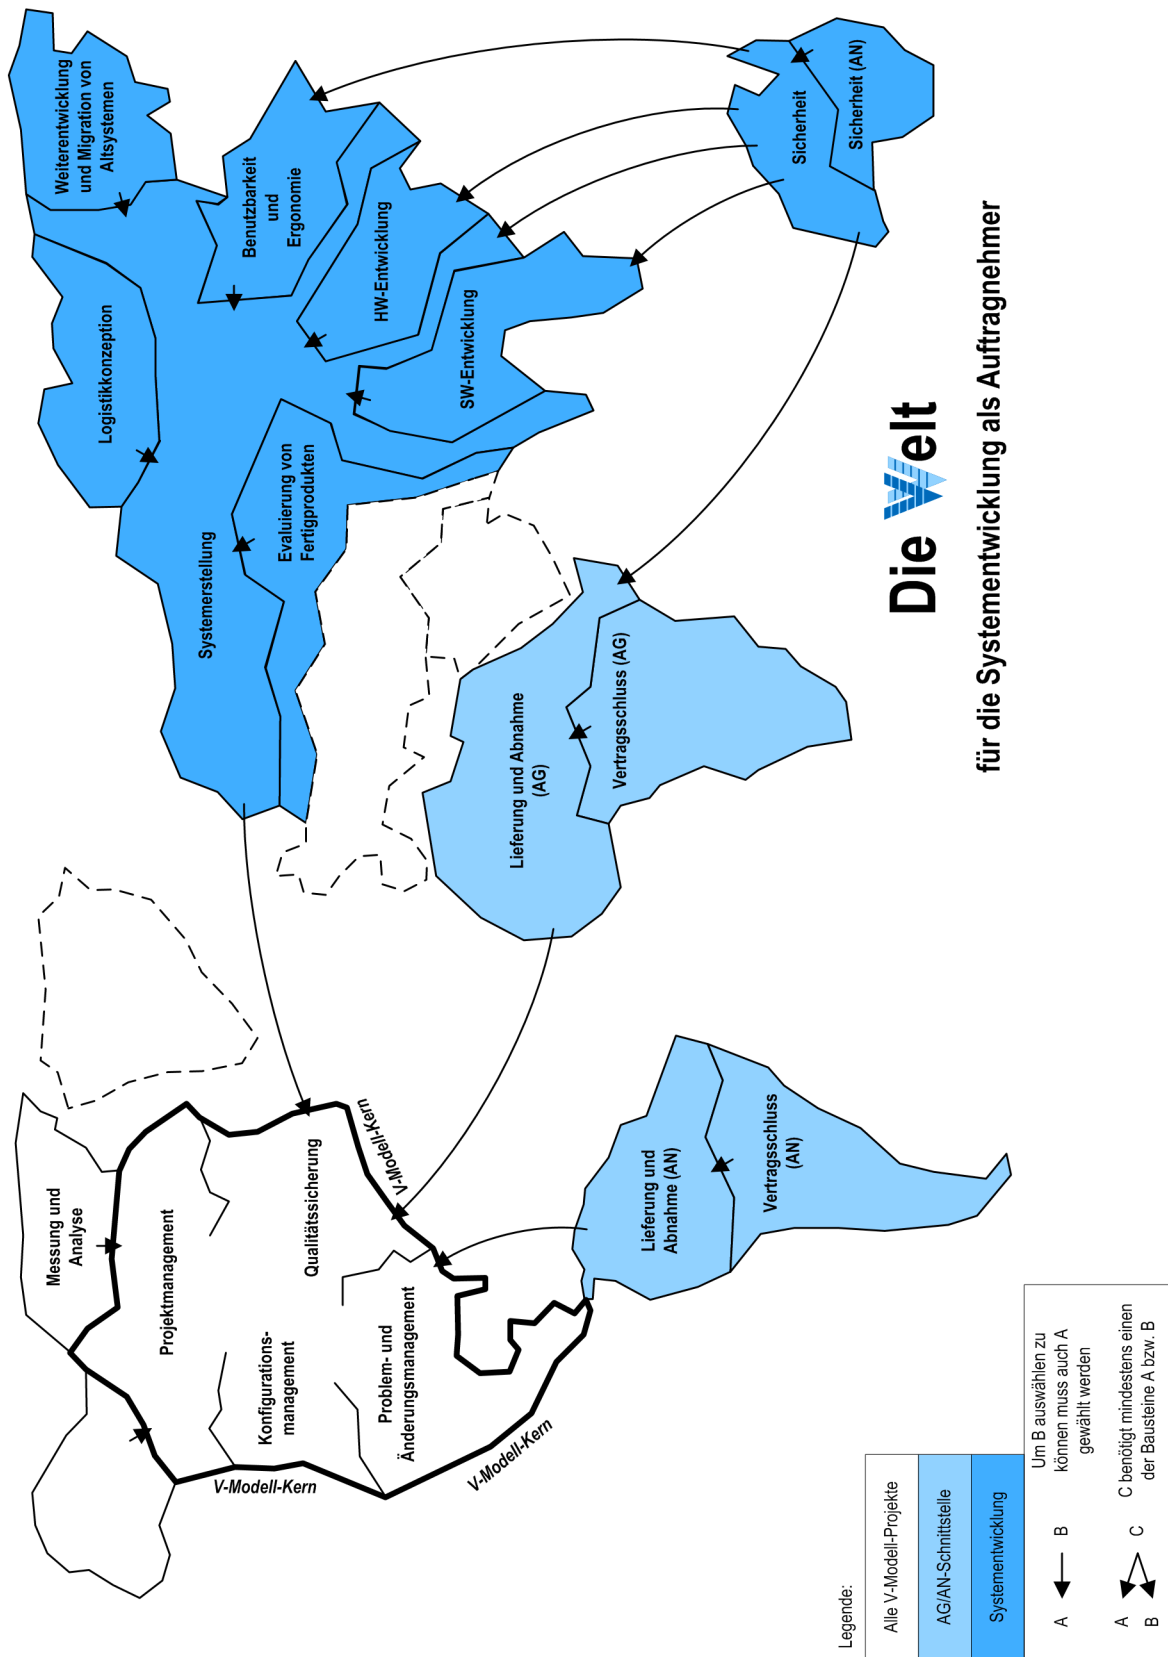 Messung und
Analyse
Projektmanagement
Konfigurations-
management
Qualitätssicherung
Problem- und
Änderungsmanagement
V-Modell-Kern
V-Modell-Kern
V-Modell-Kern
Systemerstellung
Logistikkonzeption
Weiterentwicklung
und Migration von
Altsystemen
Benutzbarkeit
und
Ergonomie
HW-Entwicklung
SW-Entwicklung
Evaluierung von
Fertigprodukten
Lieferung und Abnahme
(AG)
Vertragsschluss (AG)
Lieferung und
Abnahme (AN)
Vertragsschluss
(AN)
Sicherheit
Sicherheit (AN)
Die Welt
für die Systementwicklung als Auftragnehmer
Legende:
Alle V-Modell-Projekte
AG/AN-Schnittstelle
Systementwicklung
A B
Um B auswählen zu
können muss auch A
gewählt werden
A
B
C
C benötigt mindestens einen
der Bausteine A bzw. B